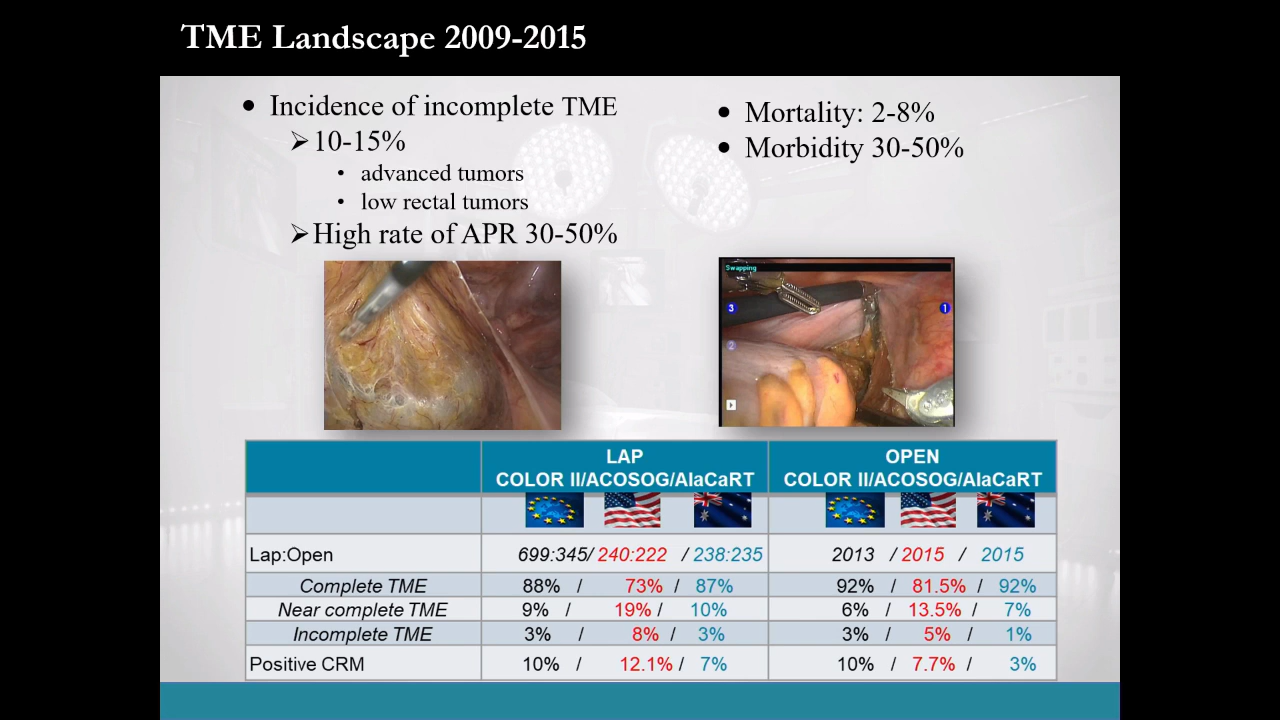 TME Landscape 2009-2015
• Incidence of incomplete TME
➢10-15%
• advanced tumors
• low rectal tumors
➢High rate of APR 30-50%
• Mortality: 2-8%
• Morbidity 30-50%
Swapping
3
1
2
LAP
COLOR II/ACOSOG/AlaCaRT
OPEN
COLOR II/ACOSOG/AlaCaRT
Lap:Open 699:345/ 240:222 / 238:235 2013 / 2015 / 2015
Complete TME 88% / 73% / 87% 92% / 81.5% / 92%
Near complete TME 9% / 19% / 10% 6% / 13.5% / 7%
Incomplete TME 3% / 8% / 3% 3% / 5% / 1%
Positive CRM 10% / 12.1% / 7% 10% / 7.7% / 3%